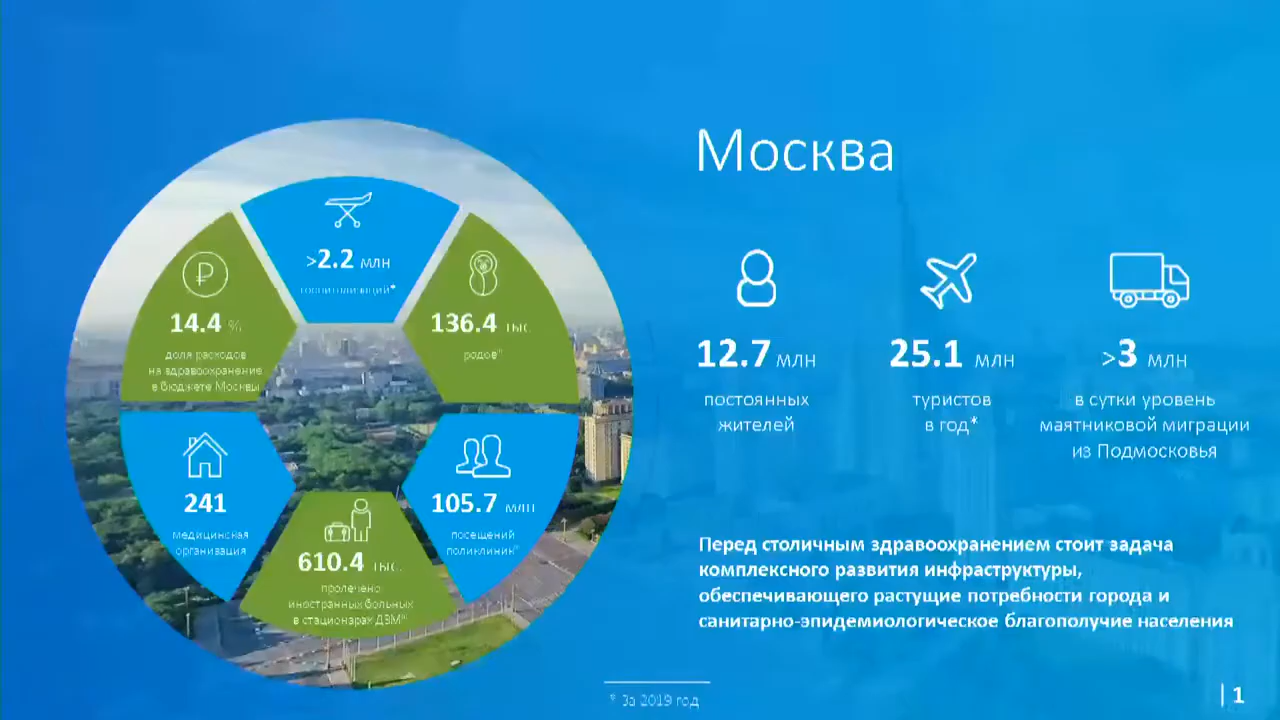 Москва
>2.2 млн
госпитализаций*
14.4 %
доля расходов
на здравоохранение
в бюджете Москвы
136.4 тыс.
родов*
241
медицинская
организация
105.7 млн
посещений
поликлиник*
610.4 тыс.
пролечено
иностранных больных
в стационарах ДЗМ*
12.7 млн
постоянных
жителей
25.1 млн
туристов
в год*
>3 млн
в сутки уровень
маятниковой миграции
из Подмосковья
Перед столичным здравоохранением стоит задача
комплексного развития инфраструктуры,
обеспечивающего растущие потребности города и
санитарно-эпидемиологическое благополучие населения
* За 2019 год
| 1